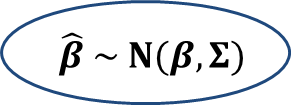 𝜷̂ ~ N(𝜷, 𝚺)